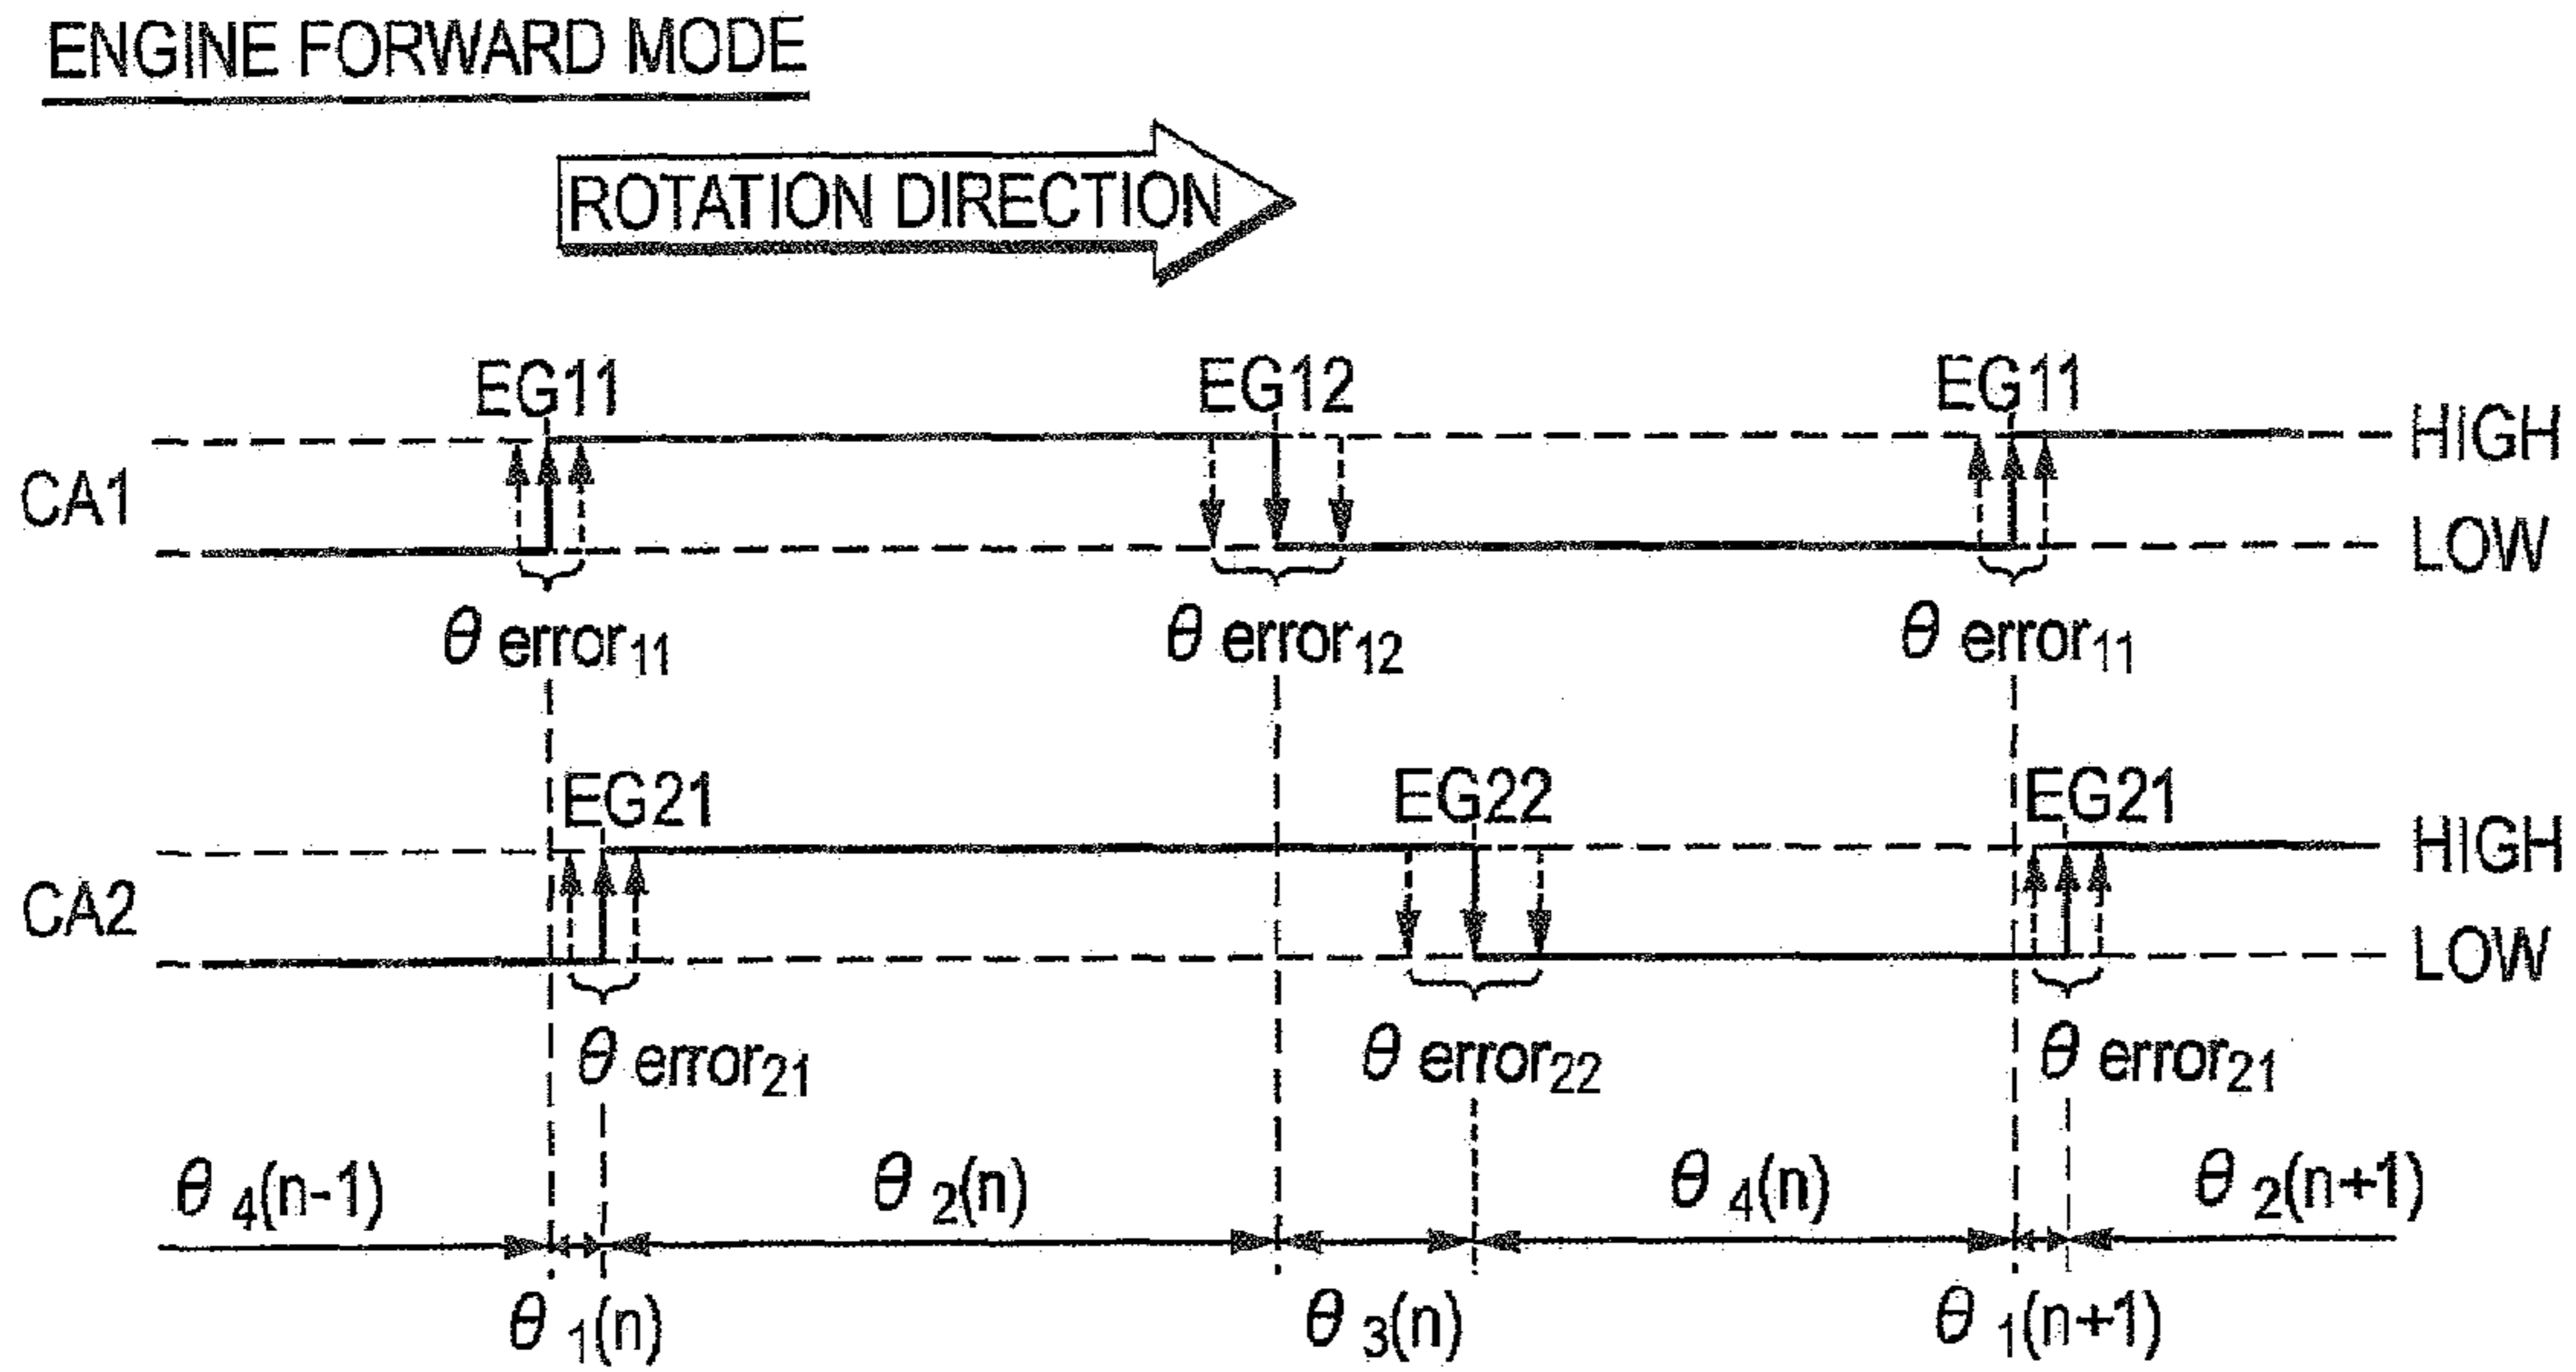 ENGINE FORWARD MODE
ROTATION DIRECTION
EG11 EG12 EG11
HIGH
CA1
LOW
θ error11 θ error12 θ error11
EG21 EG22 EG21
HIGH
CA2
LOW
θ error21 θ error22 θ error21
θ 4(n-1) θ 2(n) θ 4(n) θ 2(n+1)
θ 1(n) θ 3(n) θ 1(n+1)